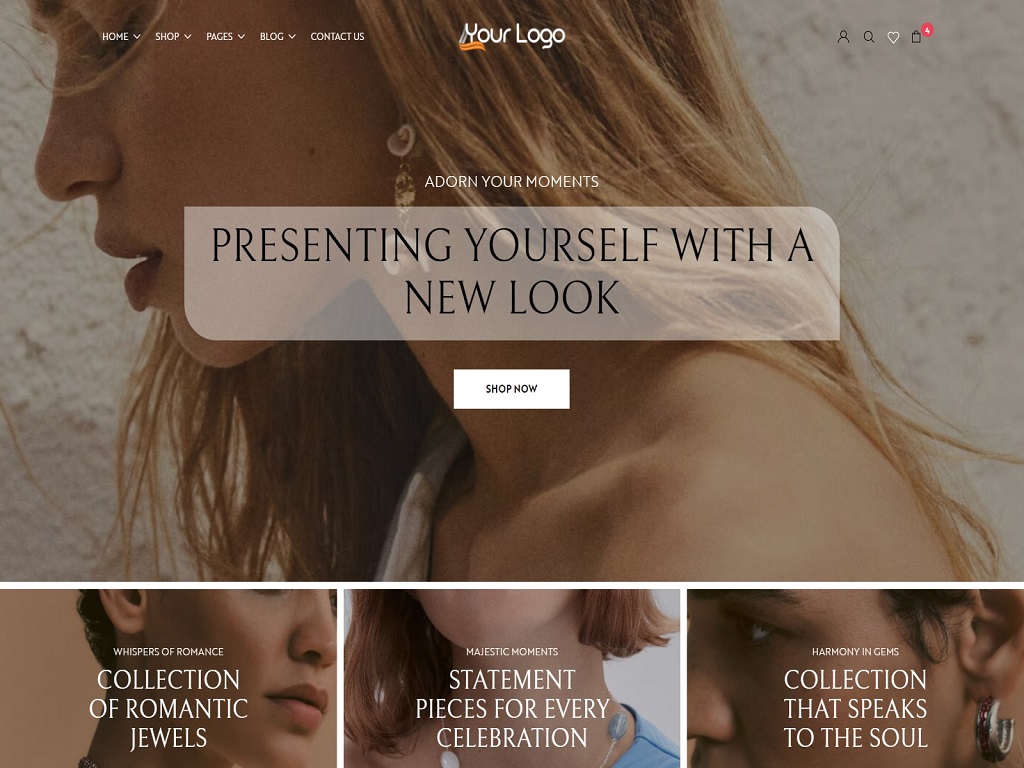 HOME SHOP PAGES BLOG CONTACT US
Your Logo
4
ADORN YOUR MOMENTS
PRESENTING YOURSELF WITH A
NEW LOOK
SHOP NOW
WHISPERS OF ROMANCE
COLLECTION
OF ROMANTIC
JEWELS
MAJESTIC MOMENTS
STATEMENT
PIECES FOR EVERY
CELEBRATION
HARMONY IN GEMS
COLLECTION
THAT SPEAKS
TO THE SOUL